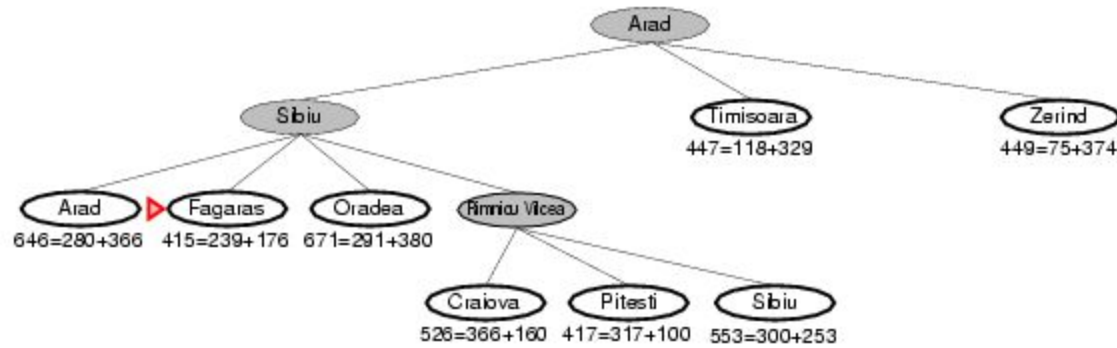 Arad
Sibiu
Timisoara
Zerind
447=118+329
449=75+374
Arad
Fagaras
Oradea
Rimnicu Vilcea
646=280+366
415=239+176
671=291+380
Craiova
Pitesti
Sibiu
526=366+160
417=317+100
553=300+253